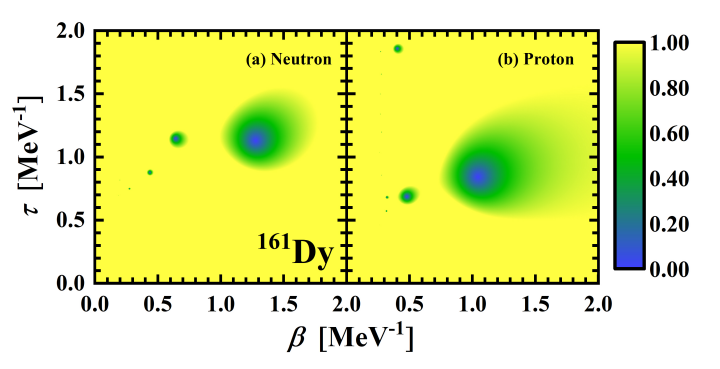 2.0
1.5
1.0
0.5
0.0
τ [MeV⁻¹]
(a) Neutron
¹⁶¹Dy
(b) Proton
0.0 0.5 1.0 1.5 2.0 0.5 1.0 1.5 2.0
β [MeV⁻¹]
1.00
0.80
0.60
0.40
0.20
0.00